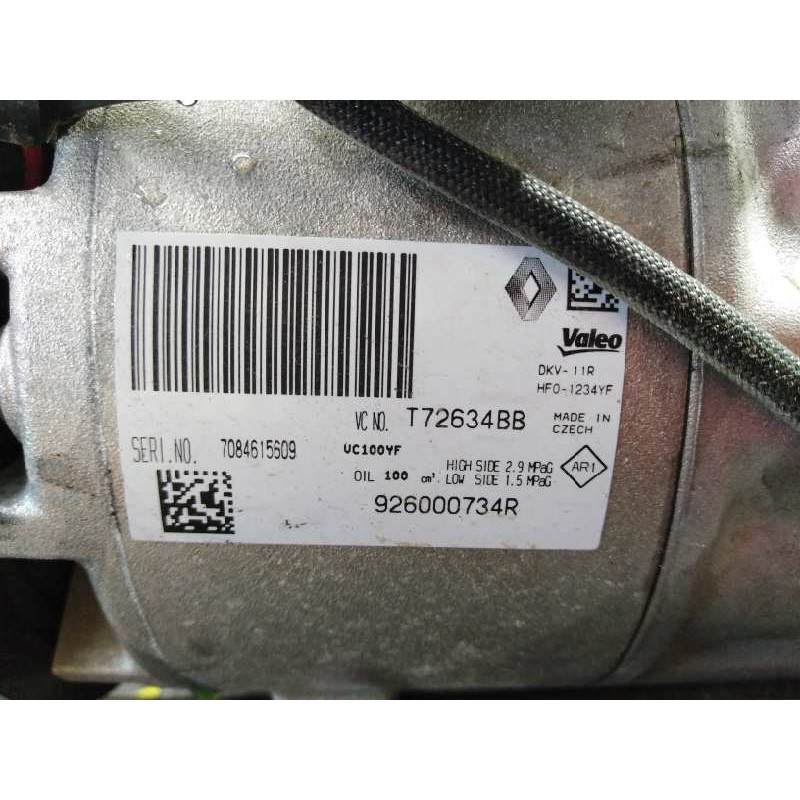 Valeo
DKV-11R
HFO-1234YF
VC NO. T72634BB
MADE IN
CZECH
SERI.NO. 7084615609
VC100YF
OIL 100 cm³.
HIGH SIDE 2.9 MPaG
LOW SIDE 1.5 MPaG
AR1
926000734R